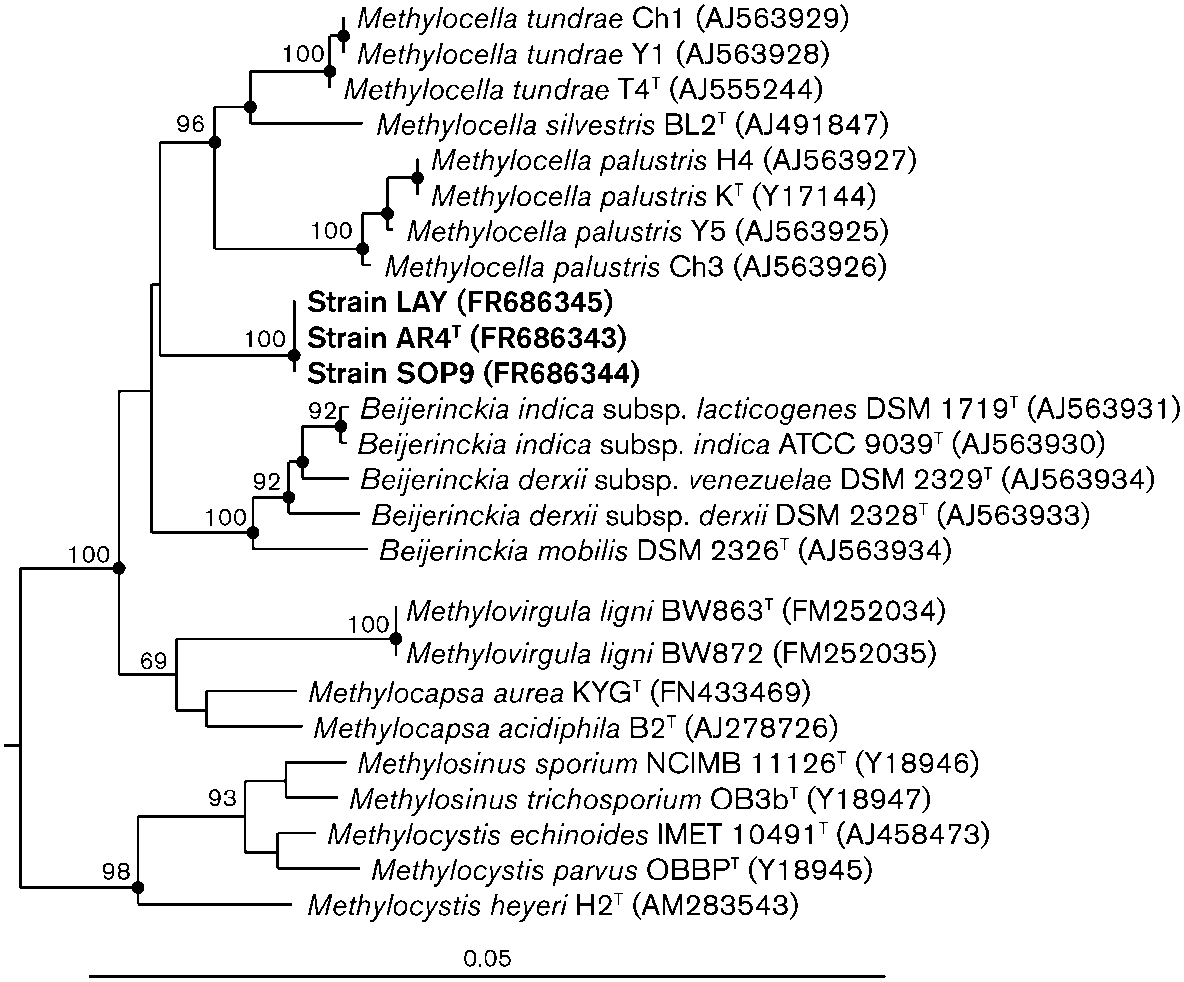 Methylocella tundrae Ch1 (AJ563929)
100
Methylocella tundrae Y1 (AJ563928)
Methylocella tundrae T4ᵀ (AJ555244)
96
Methylocella silvestris BL2ᵀ (AJ491847)
Methylocella palustris H4 (AJ563927)
Methylocella palustris Kᵀ (Y17144)
100
Methylocella palustris Y5 (AJ563925)
Methylocella palustris Ch3 (AJ563926)
Strain LAY (FR686345)
100
Strain AR4ᵀ (FR686343)
Strain SOP9 (FR686344)
92
Beijerinckia indica subsp. lacticogenes DSM 1719ᵀ (AJ563931)
Beijerinckia indica subsp. indica ATCC 9039ᵀ (AJ563930)
92
Beijerinckia derxii subsp. venezuelae DSM 2329ᵀ (AJ563934)
100
Beijerinckia derxii subsp. derxii DSM 2328ᵀ (AJ563933)
Beijerinckia mobilis DSM 2326ᵀ (AJ563934)
100
Methylovirgula ligni BW863ᵀ (FM252034)
100
Methylovirgula ligni BW872 (FM252035)
69
Methylocapsa aurea KYGᵀ (FN433469)
Methylocapsa acidiphila B2ᵀ (AJ278726)
Methylosinus sporium NCIMB 11126ᵀ (Y18946)
93
Methylosinus trichosporium OB3bᵀ (Y18947)
Methylocystis echinoides IMET 10491ᵀ (AJ458473)
98
Methylocystis parvus OBBPᵀ (Y18945)
Methylocystis heyeri H2ᵀ (AM283543)
0.05